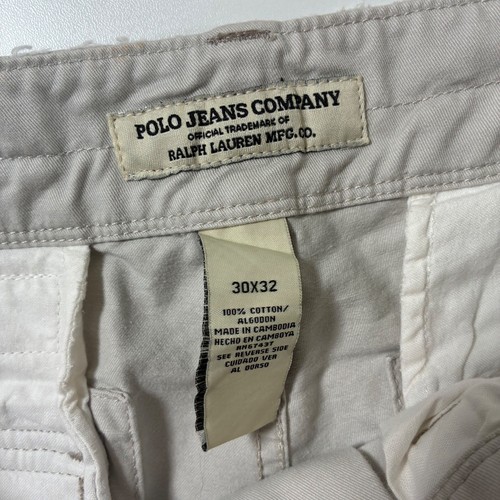 POLO JEANS COMPANY
OFFICIAL TRADEMARK OF
RALPH LAUREN MFG.CO.
30X32
100% COTTON/
ALGODON
MADE IN CAMBODIA
HECHO EN CAMBOYA
RN67437
SEE REVERSE SIDE
CUIDADO VER
AL DORSO